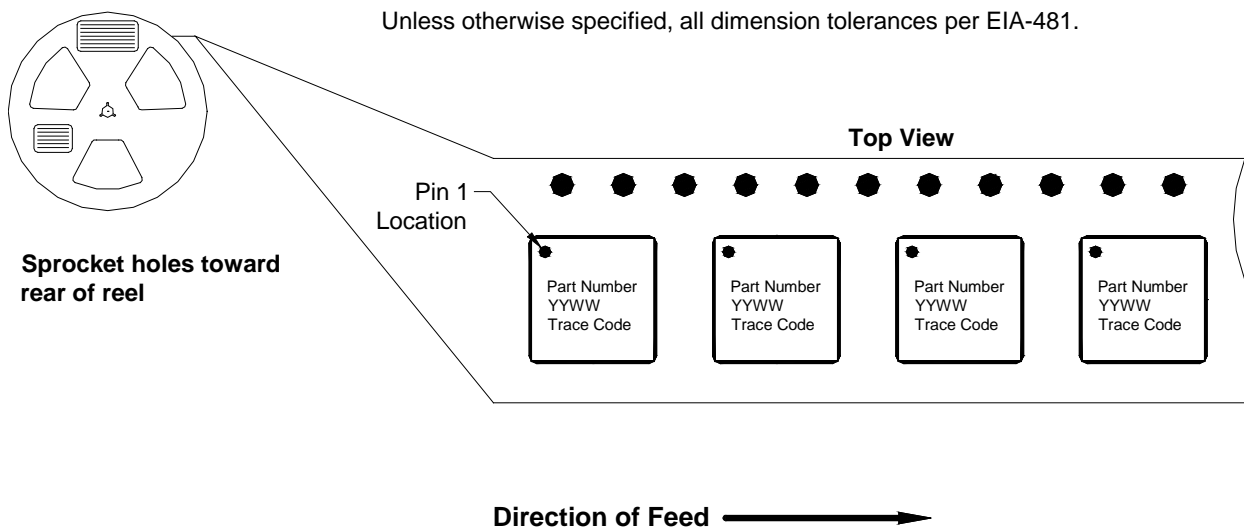 Unless otherwise specified, all dimension tolerances per EIA-481.
Top View
Pin 1
Location
Sprocket holes toward
rear of reel
Part Number
YYWW
Trace Code
Part Number
YYWW
Trace Code
Part Number
YYWW
Trace Code
Part Number
YYWW
Trace Code
Direction of Feed